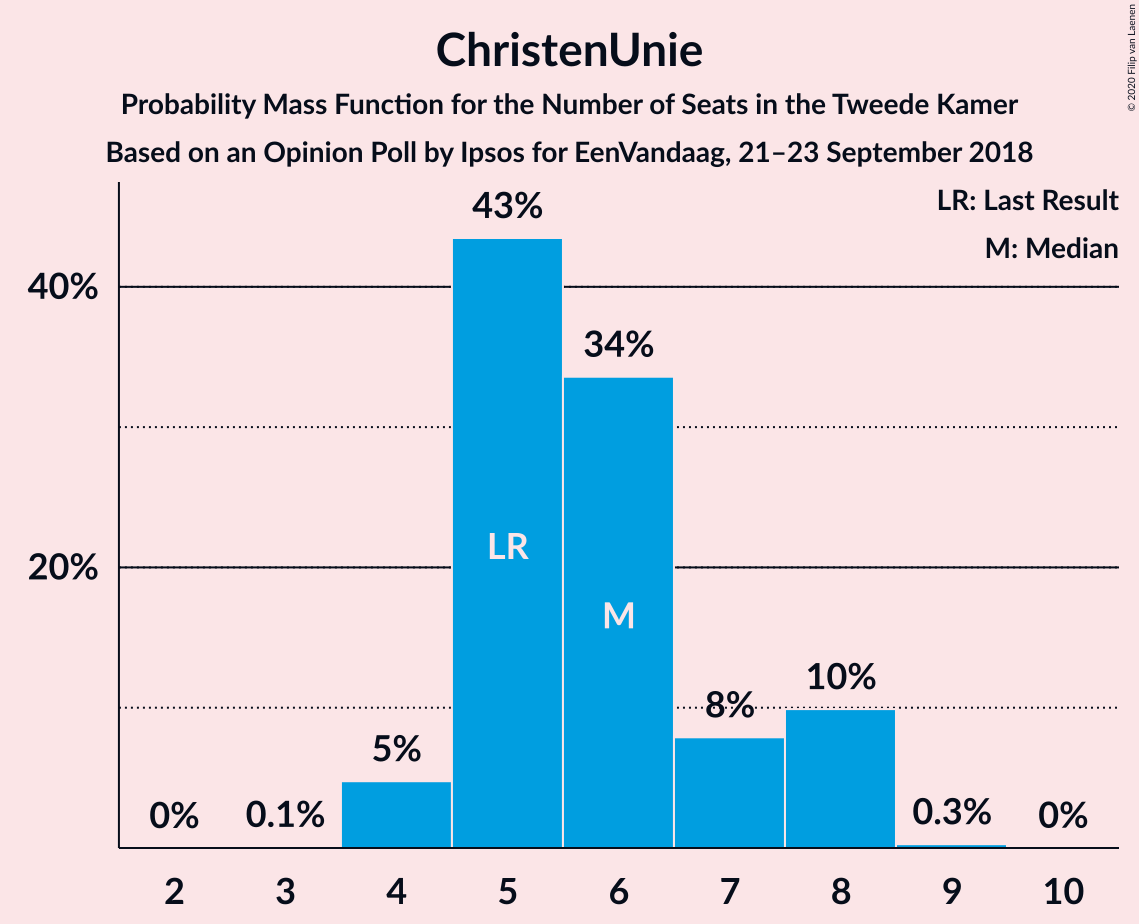 ChristenUnie
Probability Mass Function for the Number of Seats in the Tweede Kamer
Based on an Opinion Poll by Ipsos for EenVandaag, 21–23 September 2018
© 2020 Filip van Laenen
LR: Last Result
M: Median
43%
40%
34%
20%
LR
M
10%
8%
5%
0%
0.1%
0.3%
0%
2 3 4 5 6 7 8 9 10